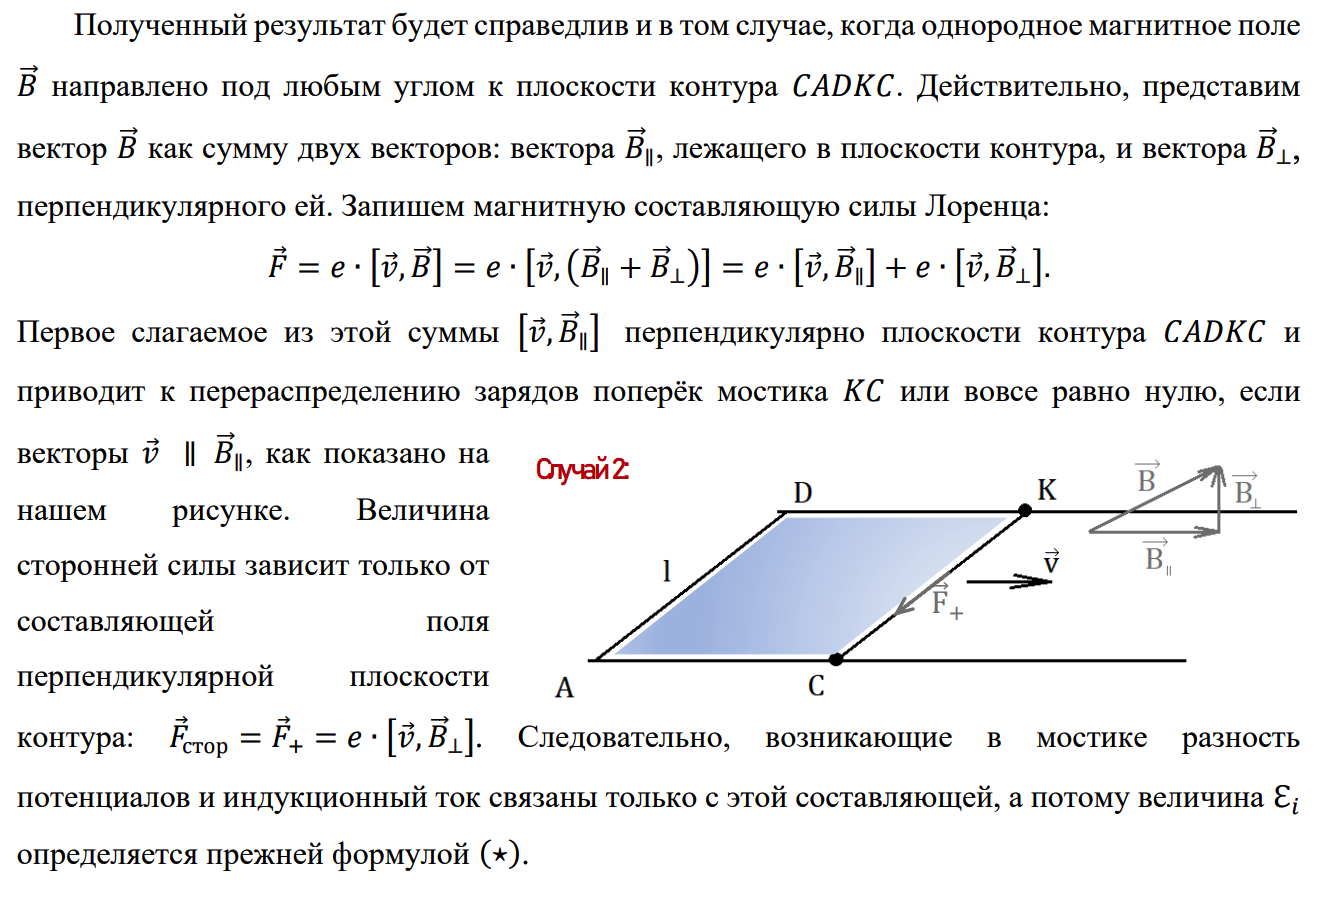 Полученный результат будет справедлив и в том случае, когда однородное магнитное поле
$\vec{B}$ направлено под любым углом к плоскости контура $CADKC$. Действительно, представим
вектор $\vec{B}$ как сумму двух векторов: вектора $\vec{B}_{\parallel}$, лежащего в плоскости контура, и вектора $\vec{B}_{\perp}$,
перпендикулярного ей. Запишем магнитную составляющую силы Лоренца:
$\vec{F} = e \cdot [\vec{v}, \vec{B}] = e \cdot [\vec{v}, (\vec{B}_{\parallel} + \vec{B}_{\perp})] = e \cdot [\vec{v}, \vec{B}_{\parallel}] + e \cdot [\vec{v}, \vec{B}_{\perp}].$
Первое слагаемое из этой суммы $[\vec{v}, \vec{B}_{\parallel}]$ перпендикулярно плоскости контура $CADKC$ и
приводит к перераспределению зарядов поперёк мостика $KC$ или вовсе равно нулю, если
векторы $\vec{v} \parallel \vec{B}_{\parallel}$, как показано на
нашем рисунке. Величина
сторонней силы зависит только от
составляющей поля
перпендикулярной плоскости
контура: $\vec{F}_{\text{стор}} = \vec{F}_{+} = e \cdot [\vec{v}, \vec{B}_{\perp}]$. Следовательно, возникающие в мостике разность
потенциалов и индукционный ток связаны только с этой составляющей, а потому величина $\mathcal{E}_i$
определяется прежней формулой (⋆).
Случай 2:
D
K
$\vec{B}$
$\vec{B}_{\perp}$
$\vec{B}_{\parallel}$
l
$\vec{v}$
$\vec{F}_{+}$
A
C